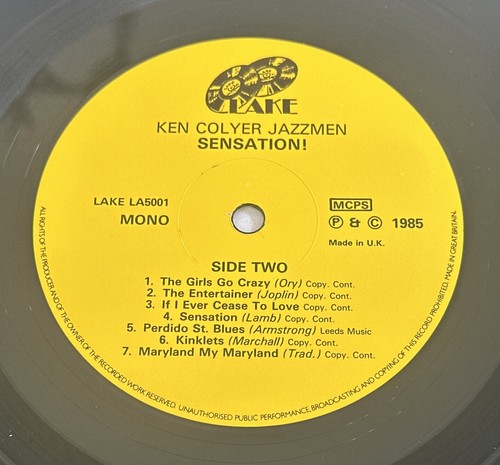 LAKE
KEN COLYER JAZZMEN
SENSATION!
LAKE LA5001
MONO
MCPS
Ⓟ & © 1985
Made in U.K.
SIDE TWO
1. The Girls Go Crazy (Ory) Copy. Cont.
2. The Entertainer (Joplin) Copy. Cont.
3. If I Ever Cease To Love Copy. Cont.
4. Sensation (Lamb) Copy. Cont.
5. Perdido St. Blues (Armstrong) Leeds Music
6. Kinklets (Marchall) Copy. Cont.
7. Maryland My Maryland (Trad.) Copy. Cont.
ALL RIGHTS OF THE PRODUCER AND OF THE OWNER OF THE RECORDED WORK RESERVED. UNAUTHORISED PUBLIC PERFORMANCE, BROADCASTING AND COPYING OF THIS RECORD PROHIBITED. MADE IN GREAT BRITAIN.